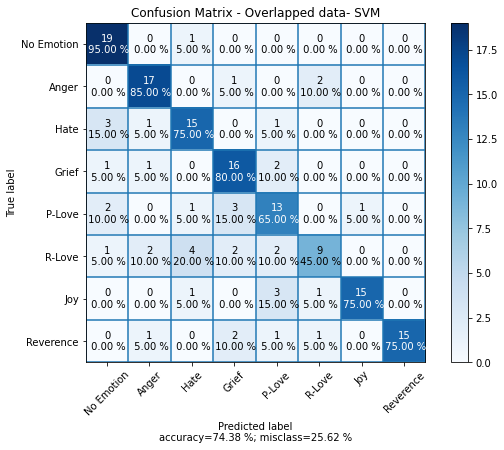 Confusion Matrix - Overlapped data- SVM
No Emotion 19 0 1 0 0 0 0 0
95.00 % 0.00 % 5.00 % 0.00 % 0.00 % 0.00 % 0.00 % 0.00 %
Anger 0 17 0 1 0 2 0 0
0.00 % 85.00 % 0.00 % 5.00 % 0.00 % 10.00 % 0.00 % 0.00 %
Hate 3 1 15 0 1 0 0 0
15.00 % 5.00 % 75.00 % 0.00 % 5.00 % 0.00 % 0.00 % 0.00 %
Grief 1 1 0 16 2 0 0 0
5.00 % 5.00 % 0.00 % 80.00 % 10.00 % 0.00 % 0.00 % 0.00 %
P-Love 2 0 1 3 13 0 1 0
10.00 % 0.00 % 5.00 % 15.00 % 65.00 % 0.00 % 5.00 % 0.00 %
R-Love 1 2 4 2 2 9 0 0
5.00 % 10.00 % 20.00 % 10.00 % 10.00 % 45.00 % 0.00 % 0.00 %
Joy 0 0 1 0 3 1 15 0
0.00 % 0.00 % 5.00 % 0.00 % 15.00 % 5.00 % 75.00 % 0.00 %
Reverence 0 1 0 2 1 1 0 15
0.00 % 5.00 % 0.00 % 10.00 % 5.00 % 5.00 % 0.00 % 75.00 %
True label
No Emotion Anger Hate Grief P-Love R-Love Joy Reverence
Predicted label
accuracy=74.38 %; misclass=25.62 %
17.5
15.0
12.5
10.0
7.5
5.0
2.5
0.0